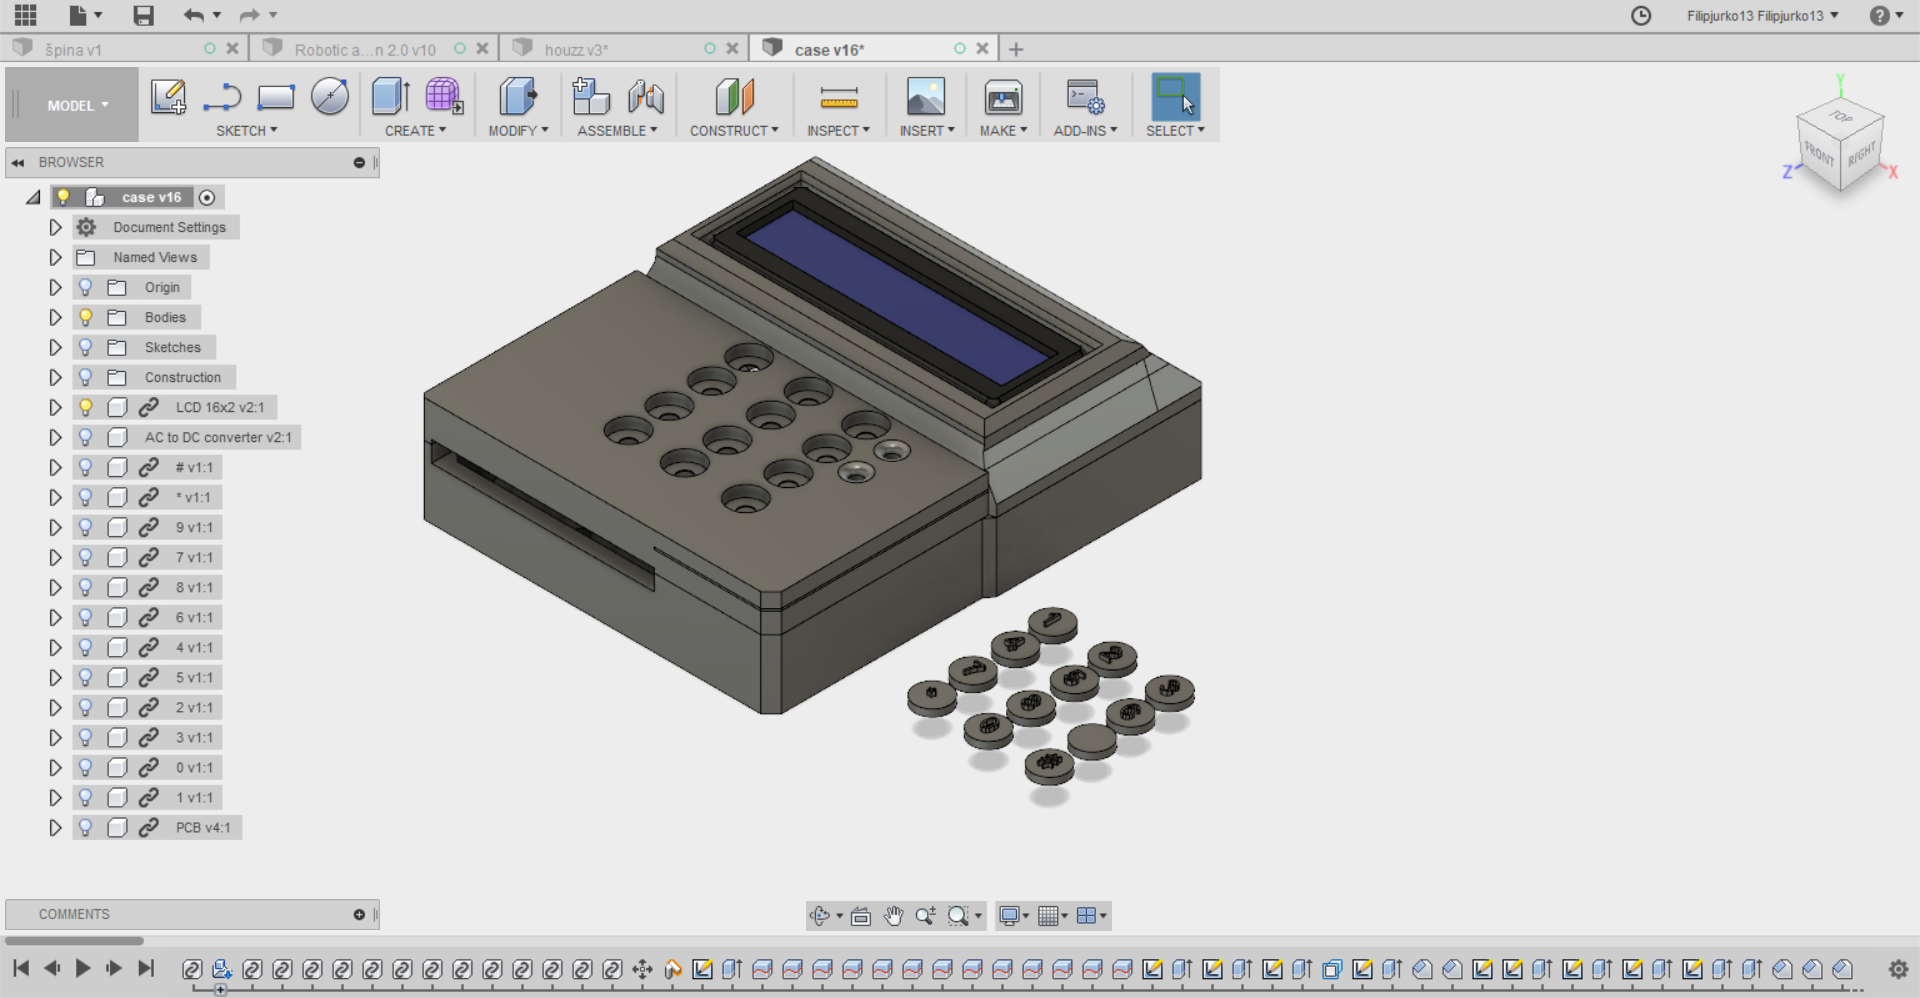 Filipjurko13 Filipjurko13
špina v1
Robotic a...n 2.0 v10
houzz v3*
case v16*
MODEL
SKETCH
CREATE
MODIFY
ASSEMBLE
CONSTRUCT
INSPECT
INSERT
MAKE
ADD-INS
SELECT
TOP
FRONT
RIGHT
Y
Z
X
BROWSER
case v16
Document Settings
Named Views
Origin
Bodies
Sketches
Construction
LCD 16x2 v2:1
AC to DC converter v2:1
# v1:1
* v1:1
9 v1:1
7 v1:1
8 v1:1
6 v1:1
4 v1:1
5 v1:1
2 v1:1
3 v1:1
0 v1:1
1 v1:1
PCB v4:1
COMMENTS